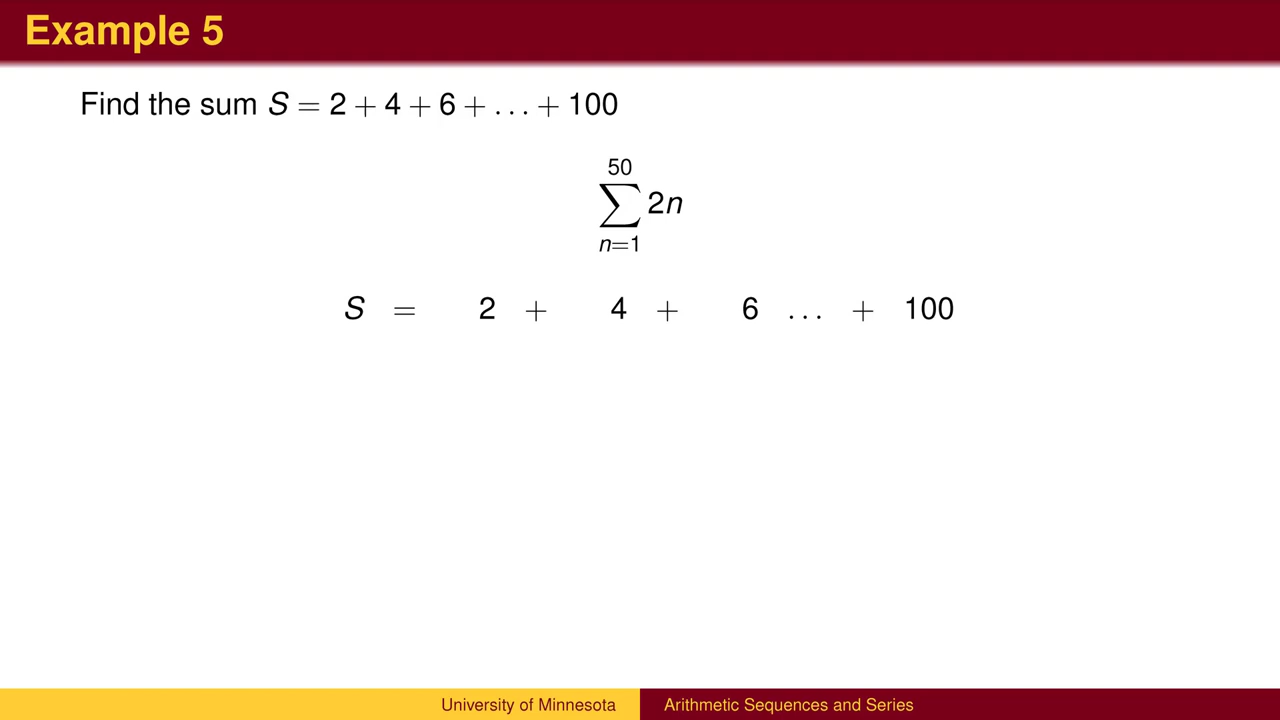 Example 5
Find the sum S = 2 + 4 + 6 + . . . + 100
50
∑ 2n
n=1
S = 2 + 4 + 6 . . . + 100
University of Minnesota Arithmetic Sequences and Series